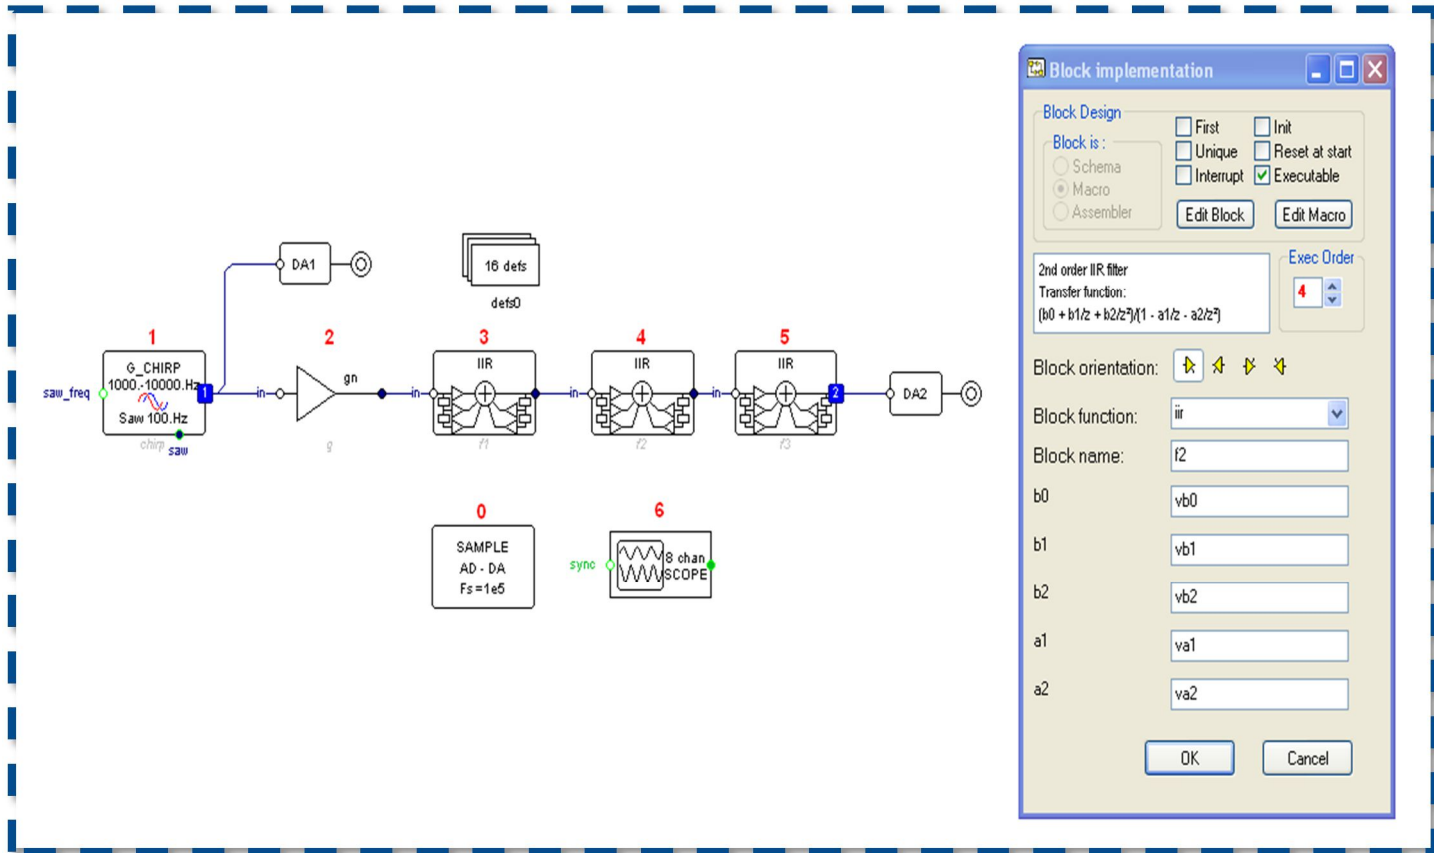 DA1
16 defs
defs0
1
2
3
4
5
G_CHIRP
1000.-10000.Hz
Saw 100.Hz
saw_freq
1
chirp
saw
in
gn
g
in
IIR
f1
in
IIR
f2
in
IIR
f3
2
DA2
0
SAMPLE
AD - DA
Fs=1e5
6
sync
8 chan
SCOPE
Block implementation
Block Design
Block is :
Schema
Macro
Assembler
First
Init
Unique
Reset at start
Interrupt
Executable
Edit Block
Edit Macro
2nd order IIR filter
Transfer function:
(b0 + b1/z + b2/z²)/(1 - a1/z - a2/z²)
Exec Order
4
Block orientation:
Block function:
iir
Block name:
f2
b0
vb0
b1
vb1
b2
vb2
a1
va1
a2
va2
OK
Cancel